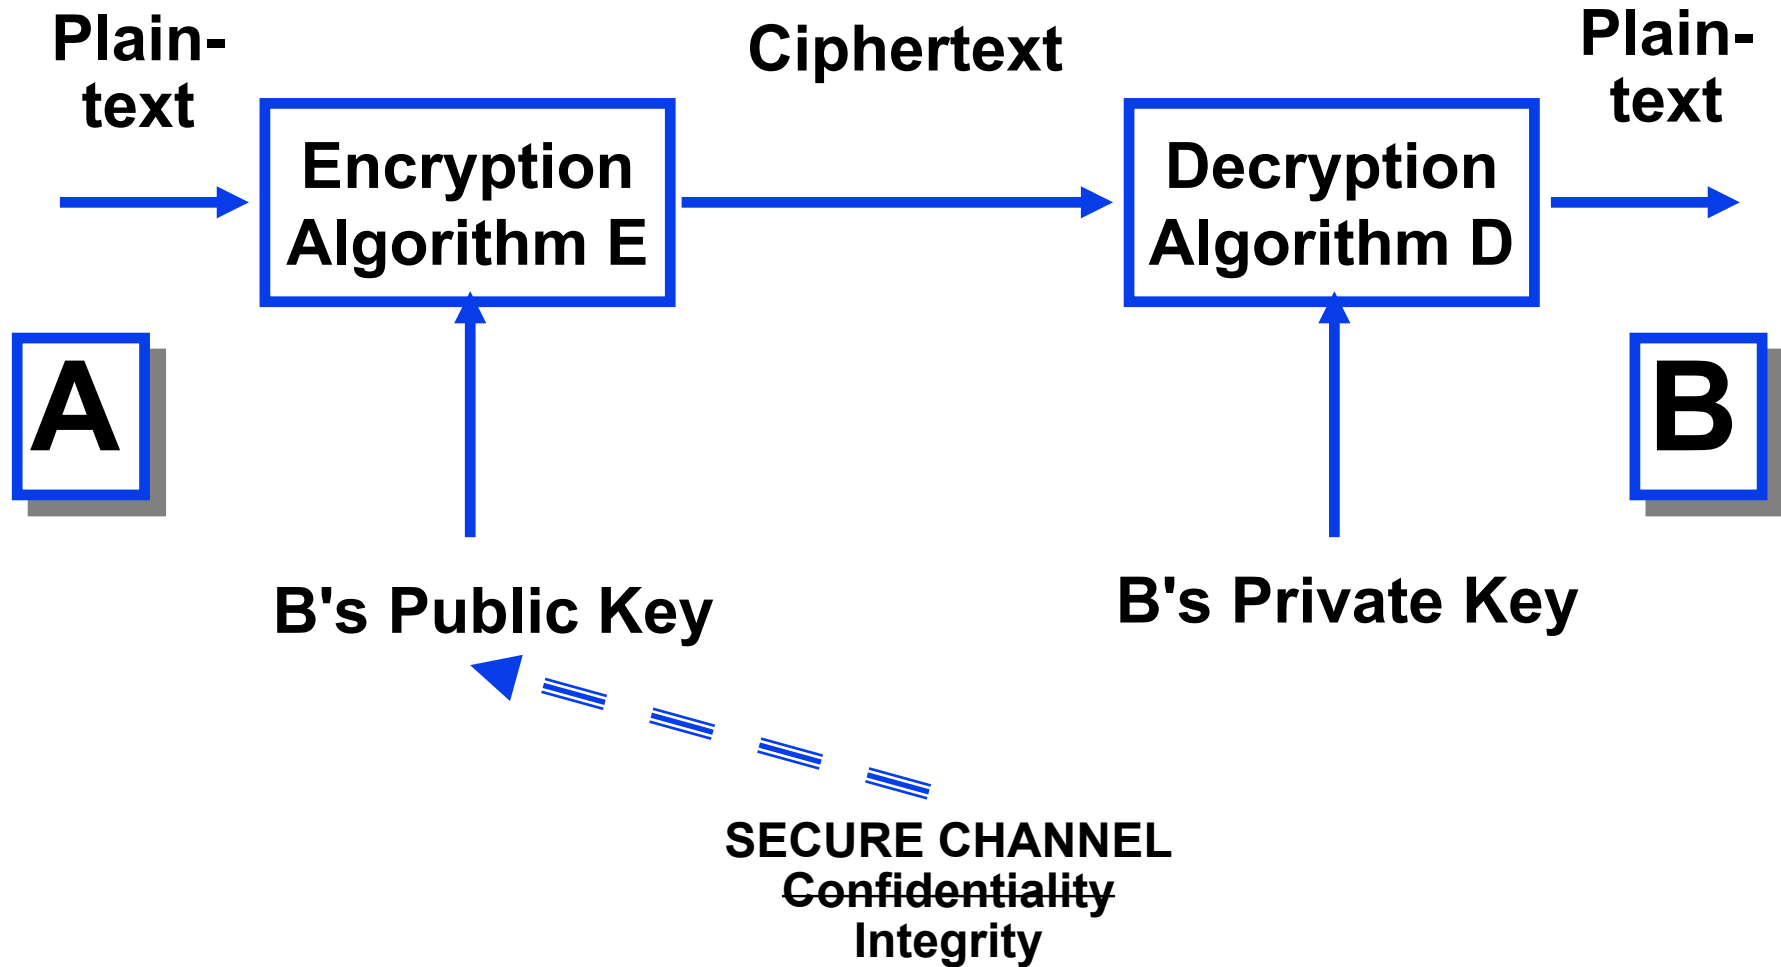 Plain-
text
Ciphertext
Plain-
text
Encryption
Algorithm E
Decryption
Algorithm D
A
B
B's Public Key
B's Private Key
SECURE CHANNEL
Confidentiality
Integrity